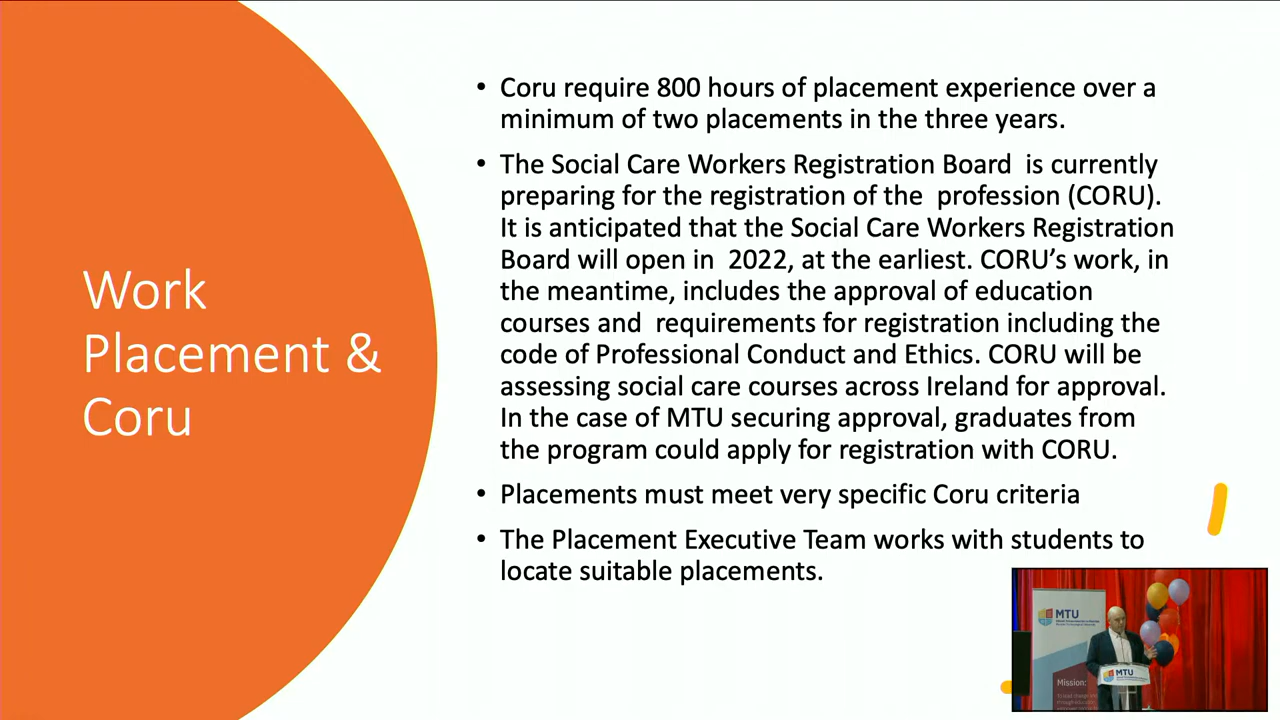 Work
Placement &
Coru
• Coru require 800 hours of placement experience over a
minimum of two placements in the three years.
• The Social Care Workers Registration Board is currently
preparing for the registration of the profession (CORU).
It is anticipated that the Social Care Workers Registration
Board will open in 2022, at the earliest. CORU’s work, in
the meantime, includes the approval of education
courses and requirements for registration including the
code of Professional Conduct and Ethics. CORU will be
assessing social care courses across Ireland for approval.
In the case of MTU securing approval, graduates from
the program could apply for registration with CORU.
• Placements must meet very specific Coru criteria
• The Placement Executive Team works with students to
locate suitable placements.
MTU
MTU
Mission: